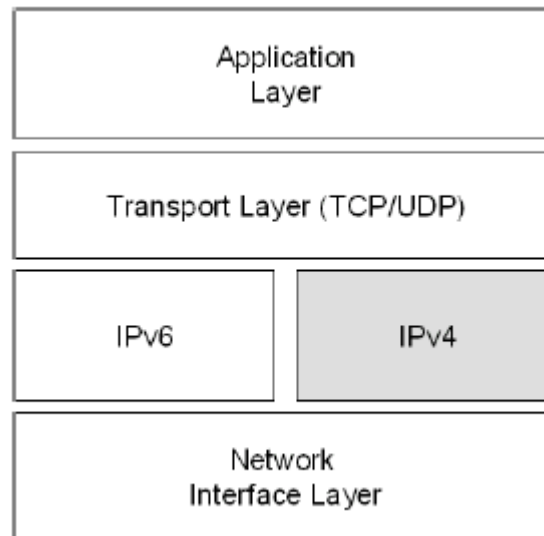 Application
Layer
Transport Layer (TCP/UDP)
IPv6
IPv4
Network
Interface Layer